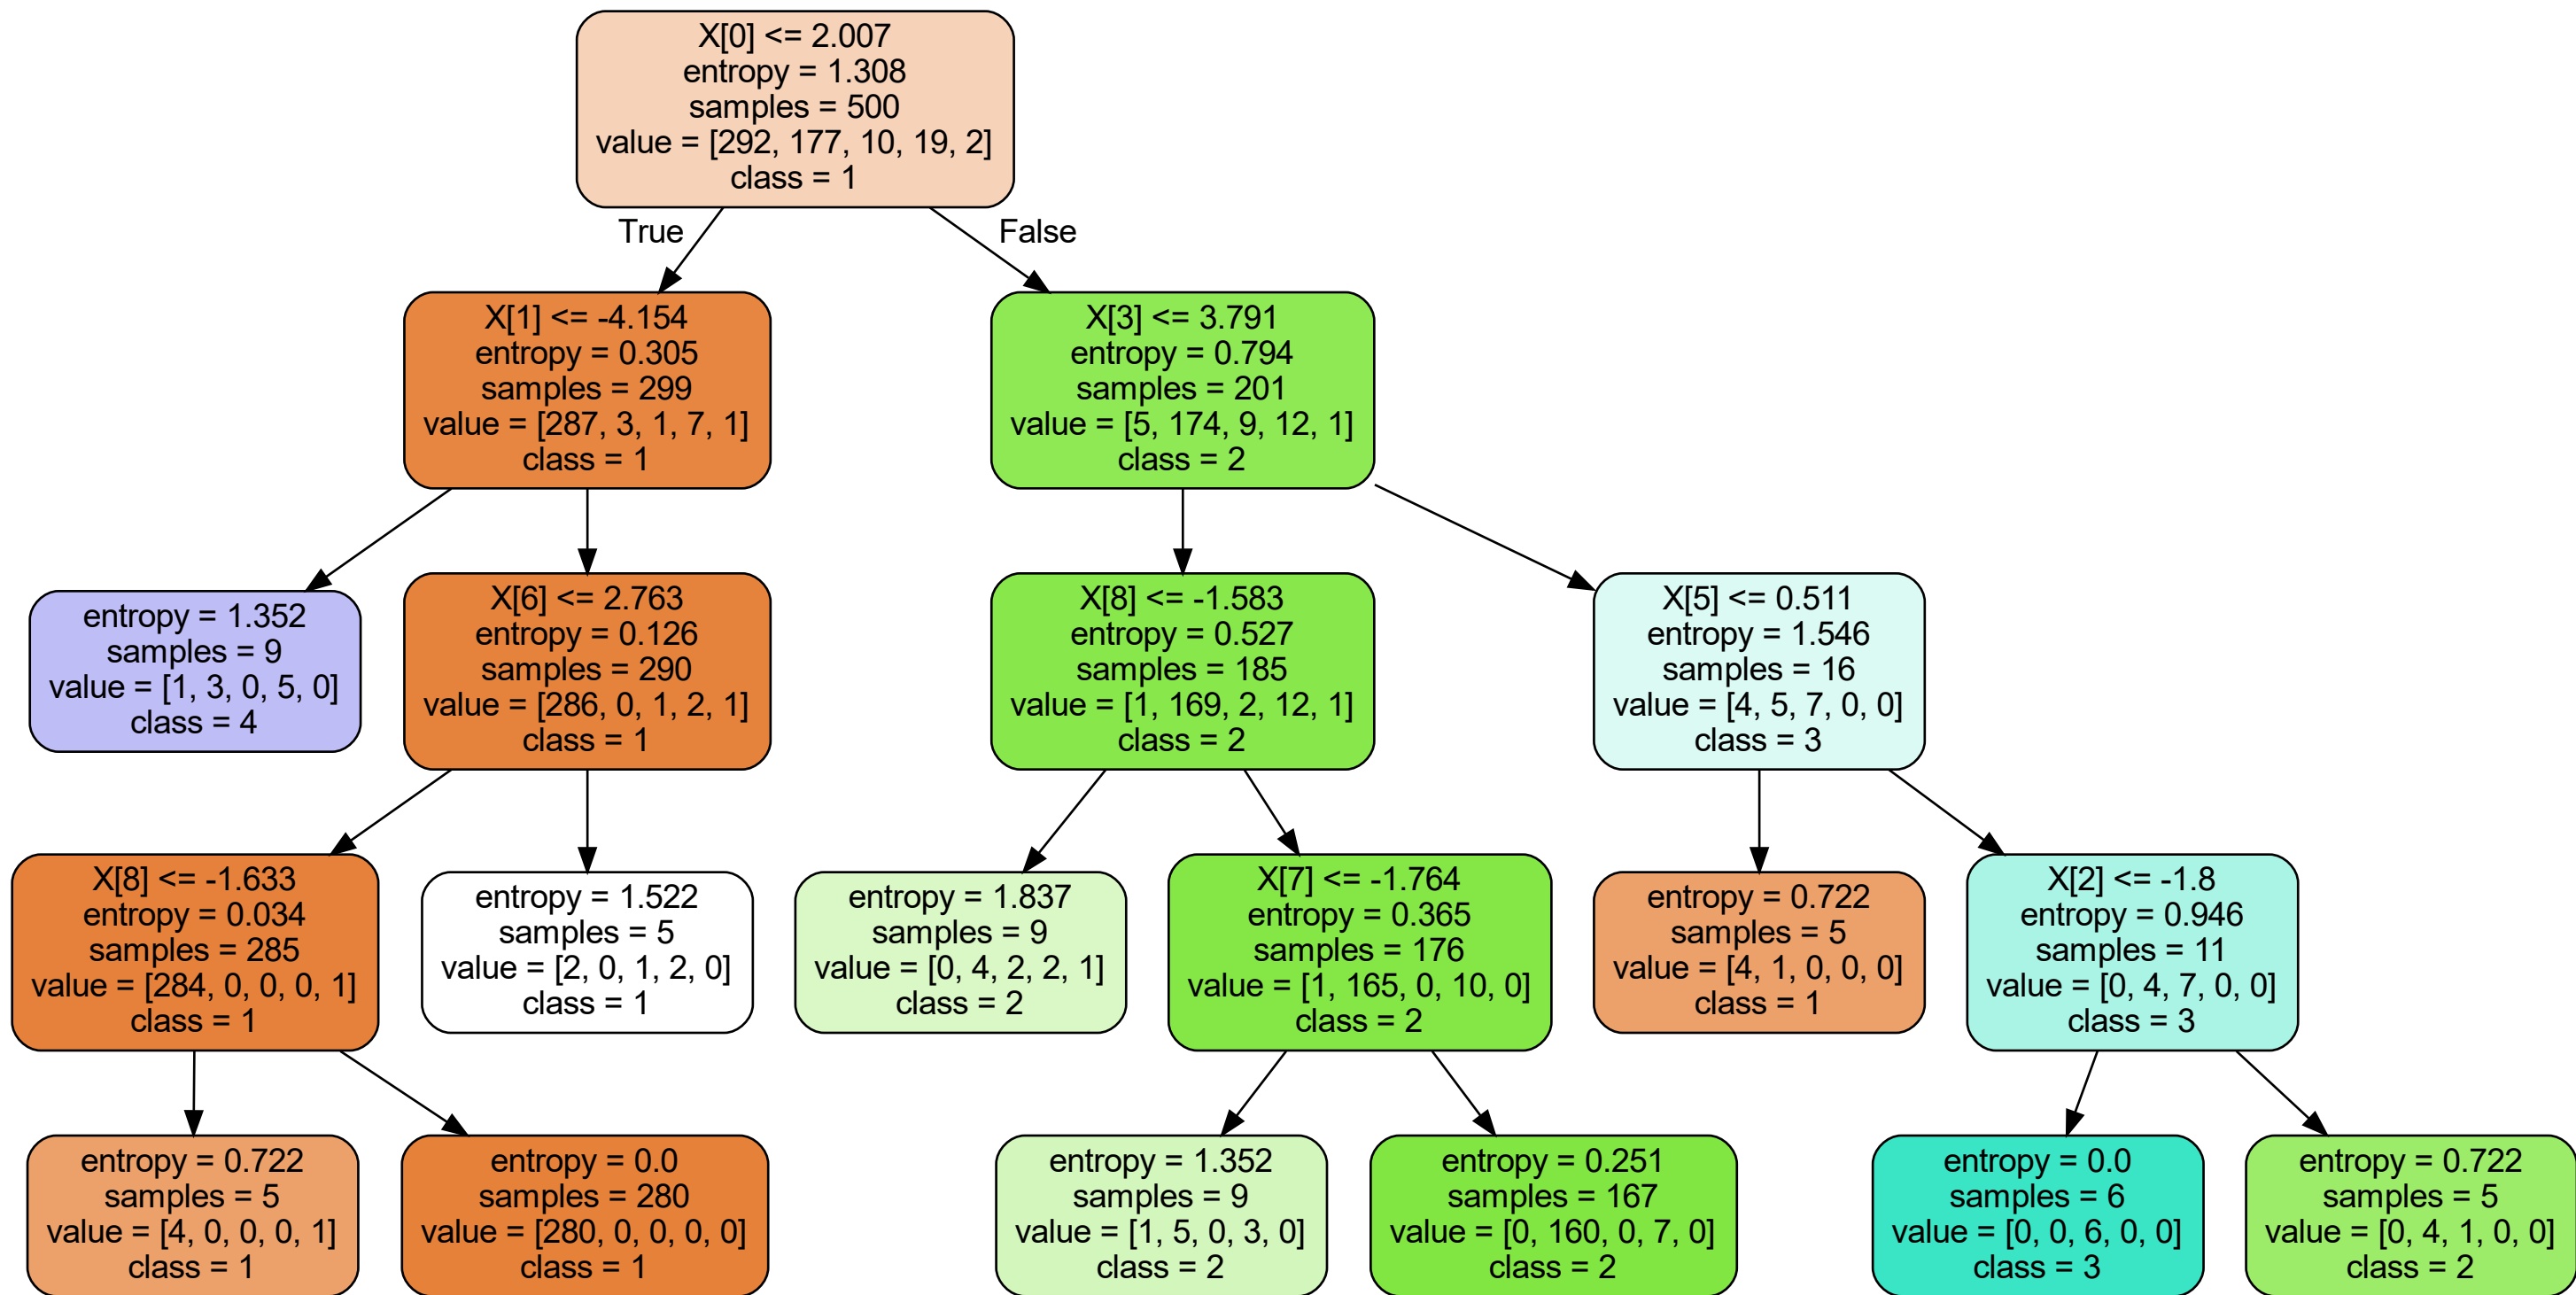 X[0] <= 2.007
entropy = 1.308
samples = 500
value = [292, 177, 10, 19, 2]
class = 1
True
False
X[1] <= -4.154
entropy = 0.305
samples = 299
value = [287, 3, 1, 7, 1]
class = 1
X[3] <= 3.791
entropy = 0.794
samples = 201
value = [5, 174, 9, 12, 1]
class = 2
entropy = 1.352
samples = 9
value = [1, 3, 0, 5, 0]
class = 4
X[6] <= 2.763
entropy = 0.126
samples = 290
value = [286, 0, 1, 2, 1]
class = 1
X[8] <= -1.583
entropy = 0.527
samples = 185
value = [1, 169, 2, 12, 1]
class = 2
X[5] <= 0.511
entropy = 1.546
samples = 16
value = [4, 5, 7, 0, 0]
class = 3
X[8] <= -1.633
entropy = 0.034
samples = 285
value = [284, 0, 0, 0, 1]
class = 1
entropy = 1.522
samples = 5
value = [2, 0, 1, 2, 0]
class = 1
entropy = 1.837
samples = 9
value = [0, 4, 2, 2, 1]
class = 2
X[7] <= -1.764
entropy = 0.365
samples = 176
value = [1, 165, 0, 10, 0]
class = 2
entropy = 0.722
samples = 5
value = [4, 1, 0, 0, 0]
class = 1
X[2] <= -1.8
entropy = 0.946
samples = 11
value = [0, 4, 7, 0, 0]
class = 3
entropy = 0.722
samples = 5
value = [4, 0, 0, 0, 1]
class = 1
entropy = 0.0
samples = 280
value = [280, 0, 0, 0, 0]
class = 1
entropy = 1.352
samples = 9
value = [1, 5, 0, 3, 0]
class = 2
entropy = 0.251
samples = 167
value = [0, 160, 0, 7, 0]
class = 2
entropy = 0.0
samples = 6
value = [0, 0, 6, 0, 0]
class = 3
entropy = 0.722
samples = 5
value = [0, 4, 1, 0, 0]
class = 2